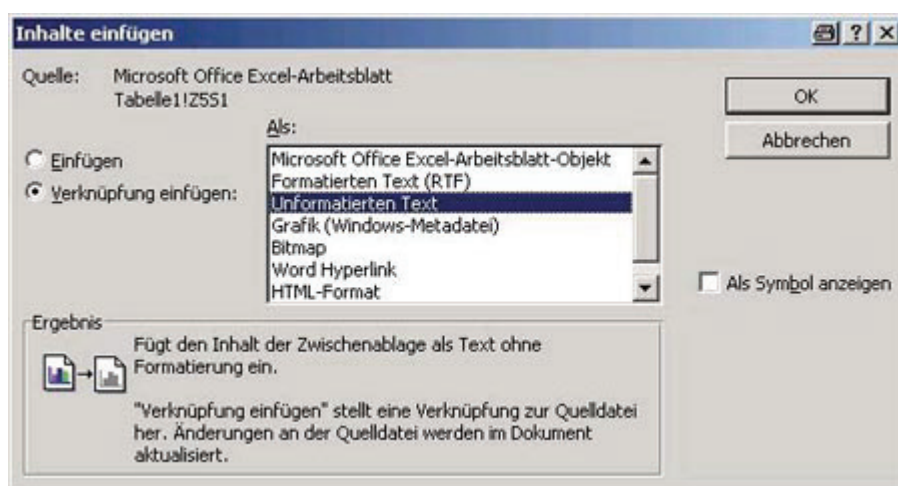 Inhalte einfügen
Quelle: Microsoft Office Excel-Arbeitsblatt
Tabelle1!Z5S1
Als:
Einfügen
Verknüpfung einfügen:
Microsoft Office Excel-Arbeitsblatt-Objekt
Formatierten Text (RTF)
Unformatierten Text
Grafik (Windows-Metadatei)
Bitmap
Word Hyperlink
HTML-Format
OK
Abbrechen
Als Symbol anzeigen
Ergebnis
Fügt den Inhalt der Zwischenablage als Text ohne
Formatierung ein.
"Verknüpfung einfügen" stellt eine Verknüpfung zur Quelldatei
her. Änderungen an der Quelldatei werden im Dokument
aktualisiert.